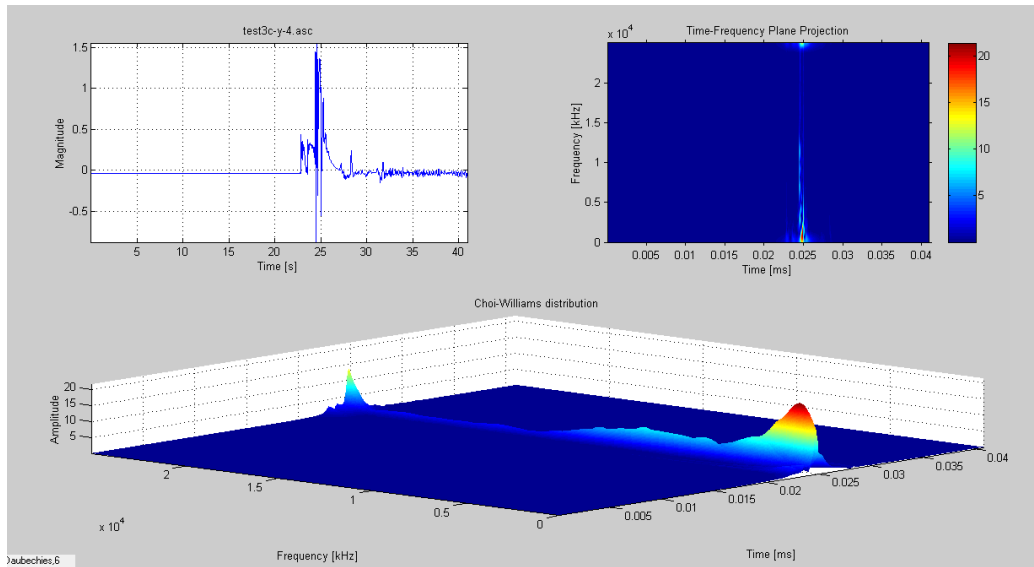 test3c-y-4.asc
1.5
1
0.5
0
-0.5
Magnitude
5 10 15 20 25 30 35 40
Time [s]
Time-Frequency Plane Projection
x 10^4
2
1.5
1
0.5
0
Frequency [kHz]
0.005 0.01 0.015 0.02 0.025 0.03 0.035 0.04
Time [ms]
20
15
10
5
Choi-Williams distribution
20
15
10
5
Amplitude
2 1.5 1 0.5 0
x 10^4
Frequency [kHz]
0.005 0.01 0.015 0.02 0.025 0.03 0.035 0.04
Time [ms]
Daubechies,6